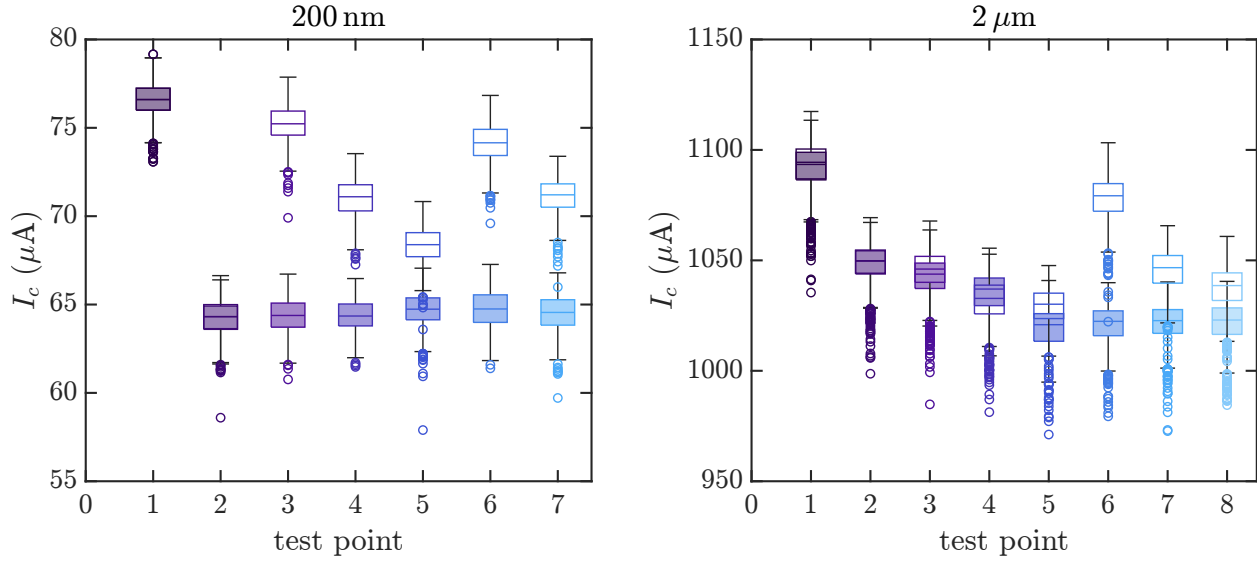 200 nm
80
75
70
65
60
55
I_c (μA)
0 1 2 3 4 5 6 7
test point
2 μm
1150
1100
1050
1000
950
I_c (μA)
0 1 2 3 4 5 6 7 8
test point